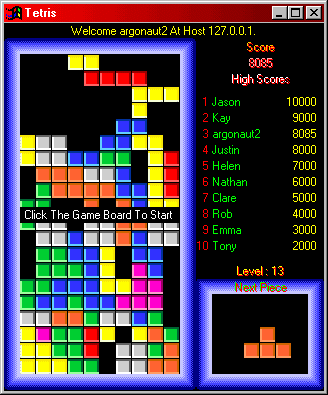 Tetris
Welcome argonaut2 At Host 127.0.0.1.
Score
8085
High Score:
1 Jason 10000
2 Kay 9000
3 argonaut2 8085
4 Justin 8000
5 Helen 7000
6 Nathan 6000
7 Clare 5000
8 Rob 4000
9 Emma 3000
10 Tony 2000
Click The Game Board To Start
Level : 13
Next Piece